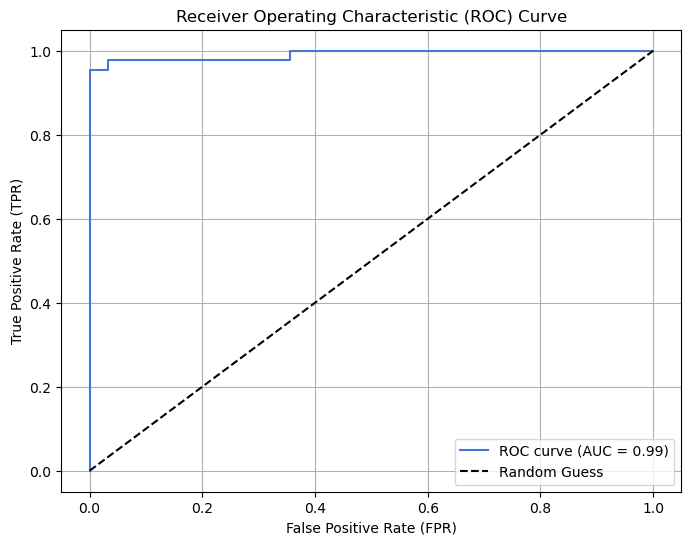 Receiver Operating Characteristic (ROC) Curve
1.0
0.8
0.6
0.4
0.2
0.0
True Positive Rate (TPR)
ROC curve (AUC = 0.99)
Random Guess
0.0 0.2 0.4 0.6 0.8 1.0
False Positive Rate (FPR)